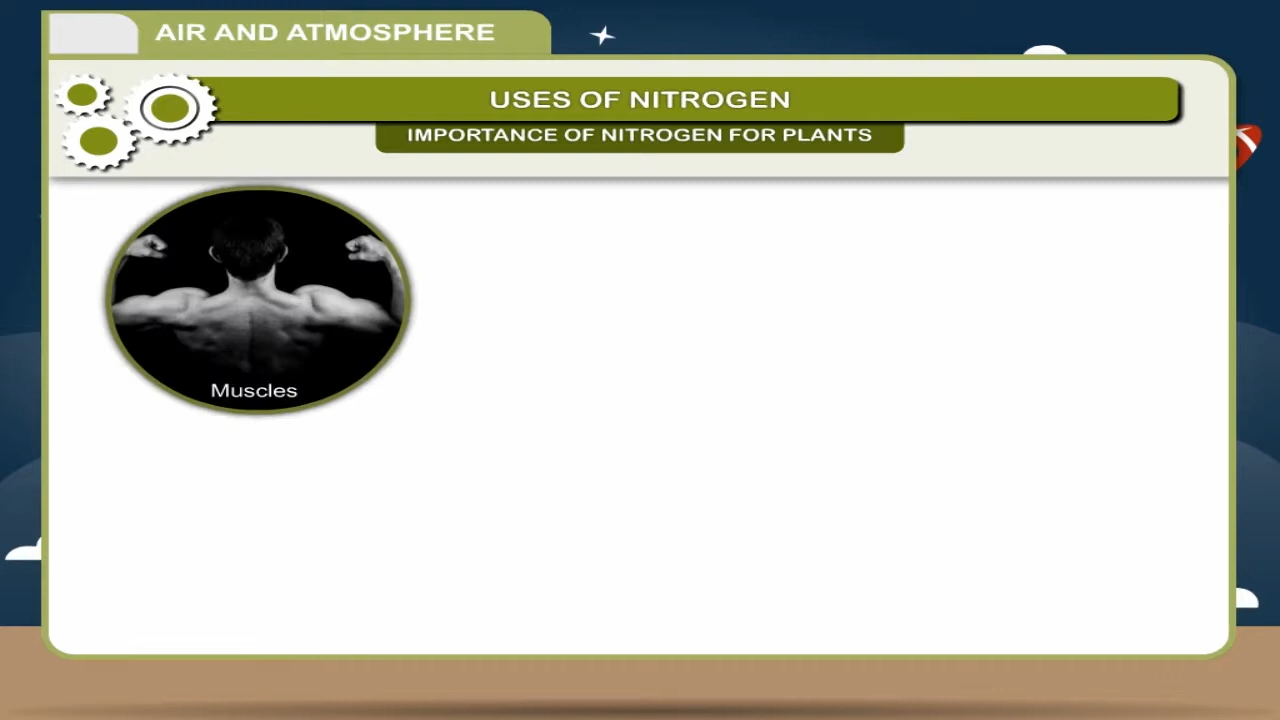 AIR AND ATMOSPHERE
USES OF NITROGEN
IMPORTANCE OF NITROGEN FOR PLANTS
Muscles